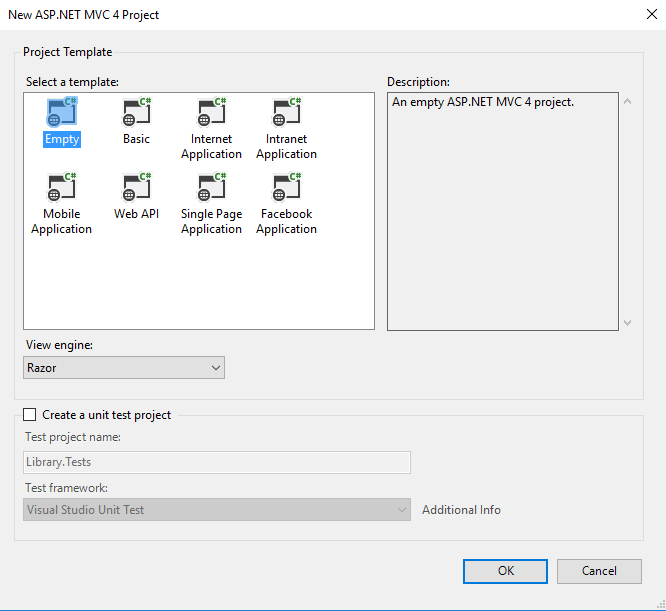 New ASP.NET MVC 4 Project
Project Template
Select a template:
Description:
C# C# C# C#
An empty ASP.NET MVC 4 project.
Empty Basic Internet Intranet
Application Application
C# C# C# C#
Mobile Web API Single Page Facebook
Application Application Application
View engine:
Razor
Create a unit test project
Test project name:
Library.Tests
Test framework:
Visual Studio Unit Test Additional Info
OK Cancel